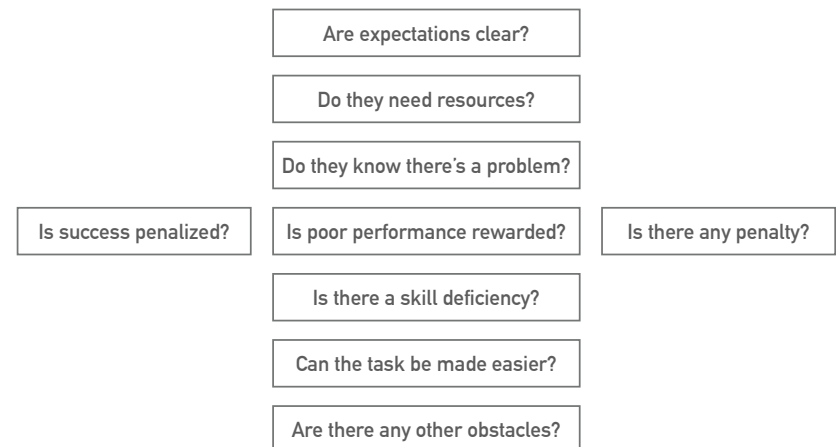 Are expectations clear?
Do they need resources?
Do they know there's a problem?
Is success penalized?
Is poor performance rewarded?
Is there any penalty?
Is there a skill deficiency?
Can the task be made easier?
Are there any other obstacles?